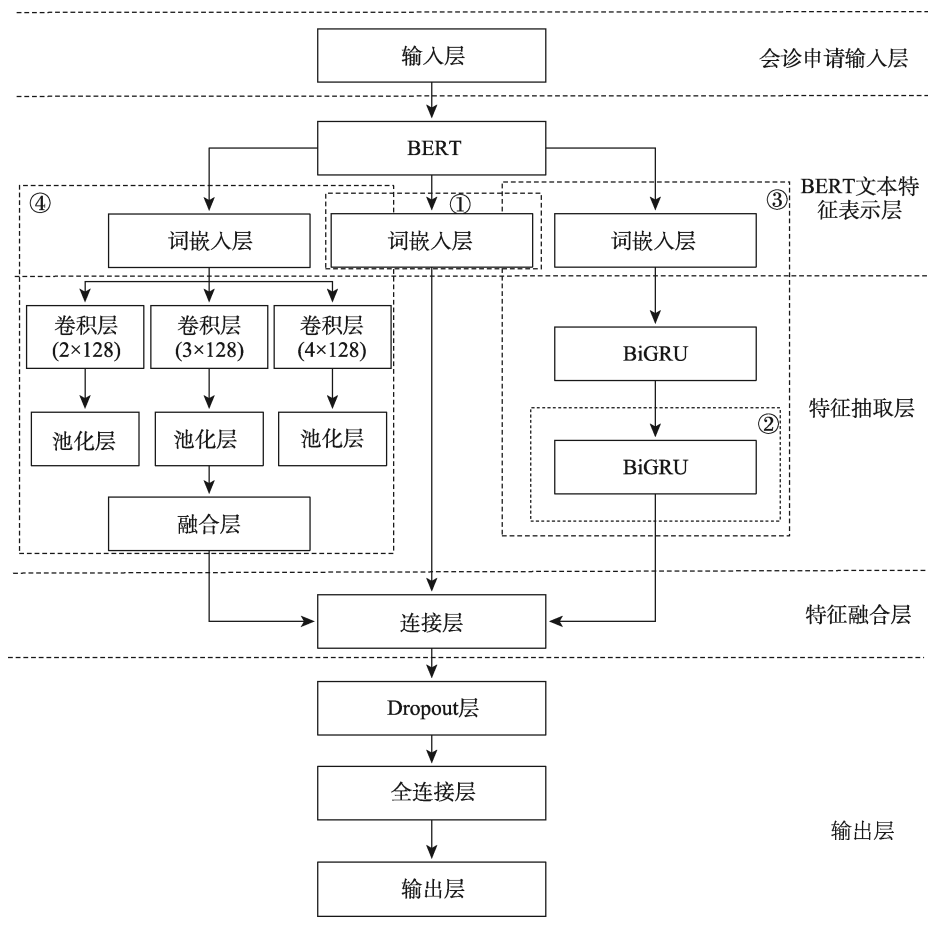 输入层
会诊申请输入层
BERT
BERT文本特
征表示层
④
①
③
词嵌入层
词嵌入层
词嵌入层
卷积层
(2×128)
卷积层
(3×128)
卷积层
(4×128)
BiGRU
特征抽取层
池化层
池化层
池化层
②
BiGRU
融合层
连接层
特征融合层
Dropout层
全连接层
输出层
输出层